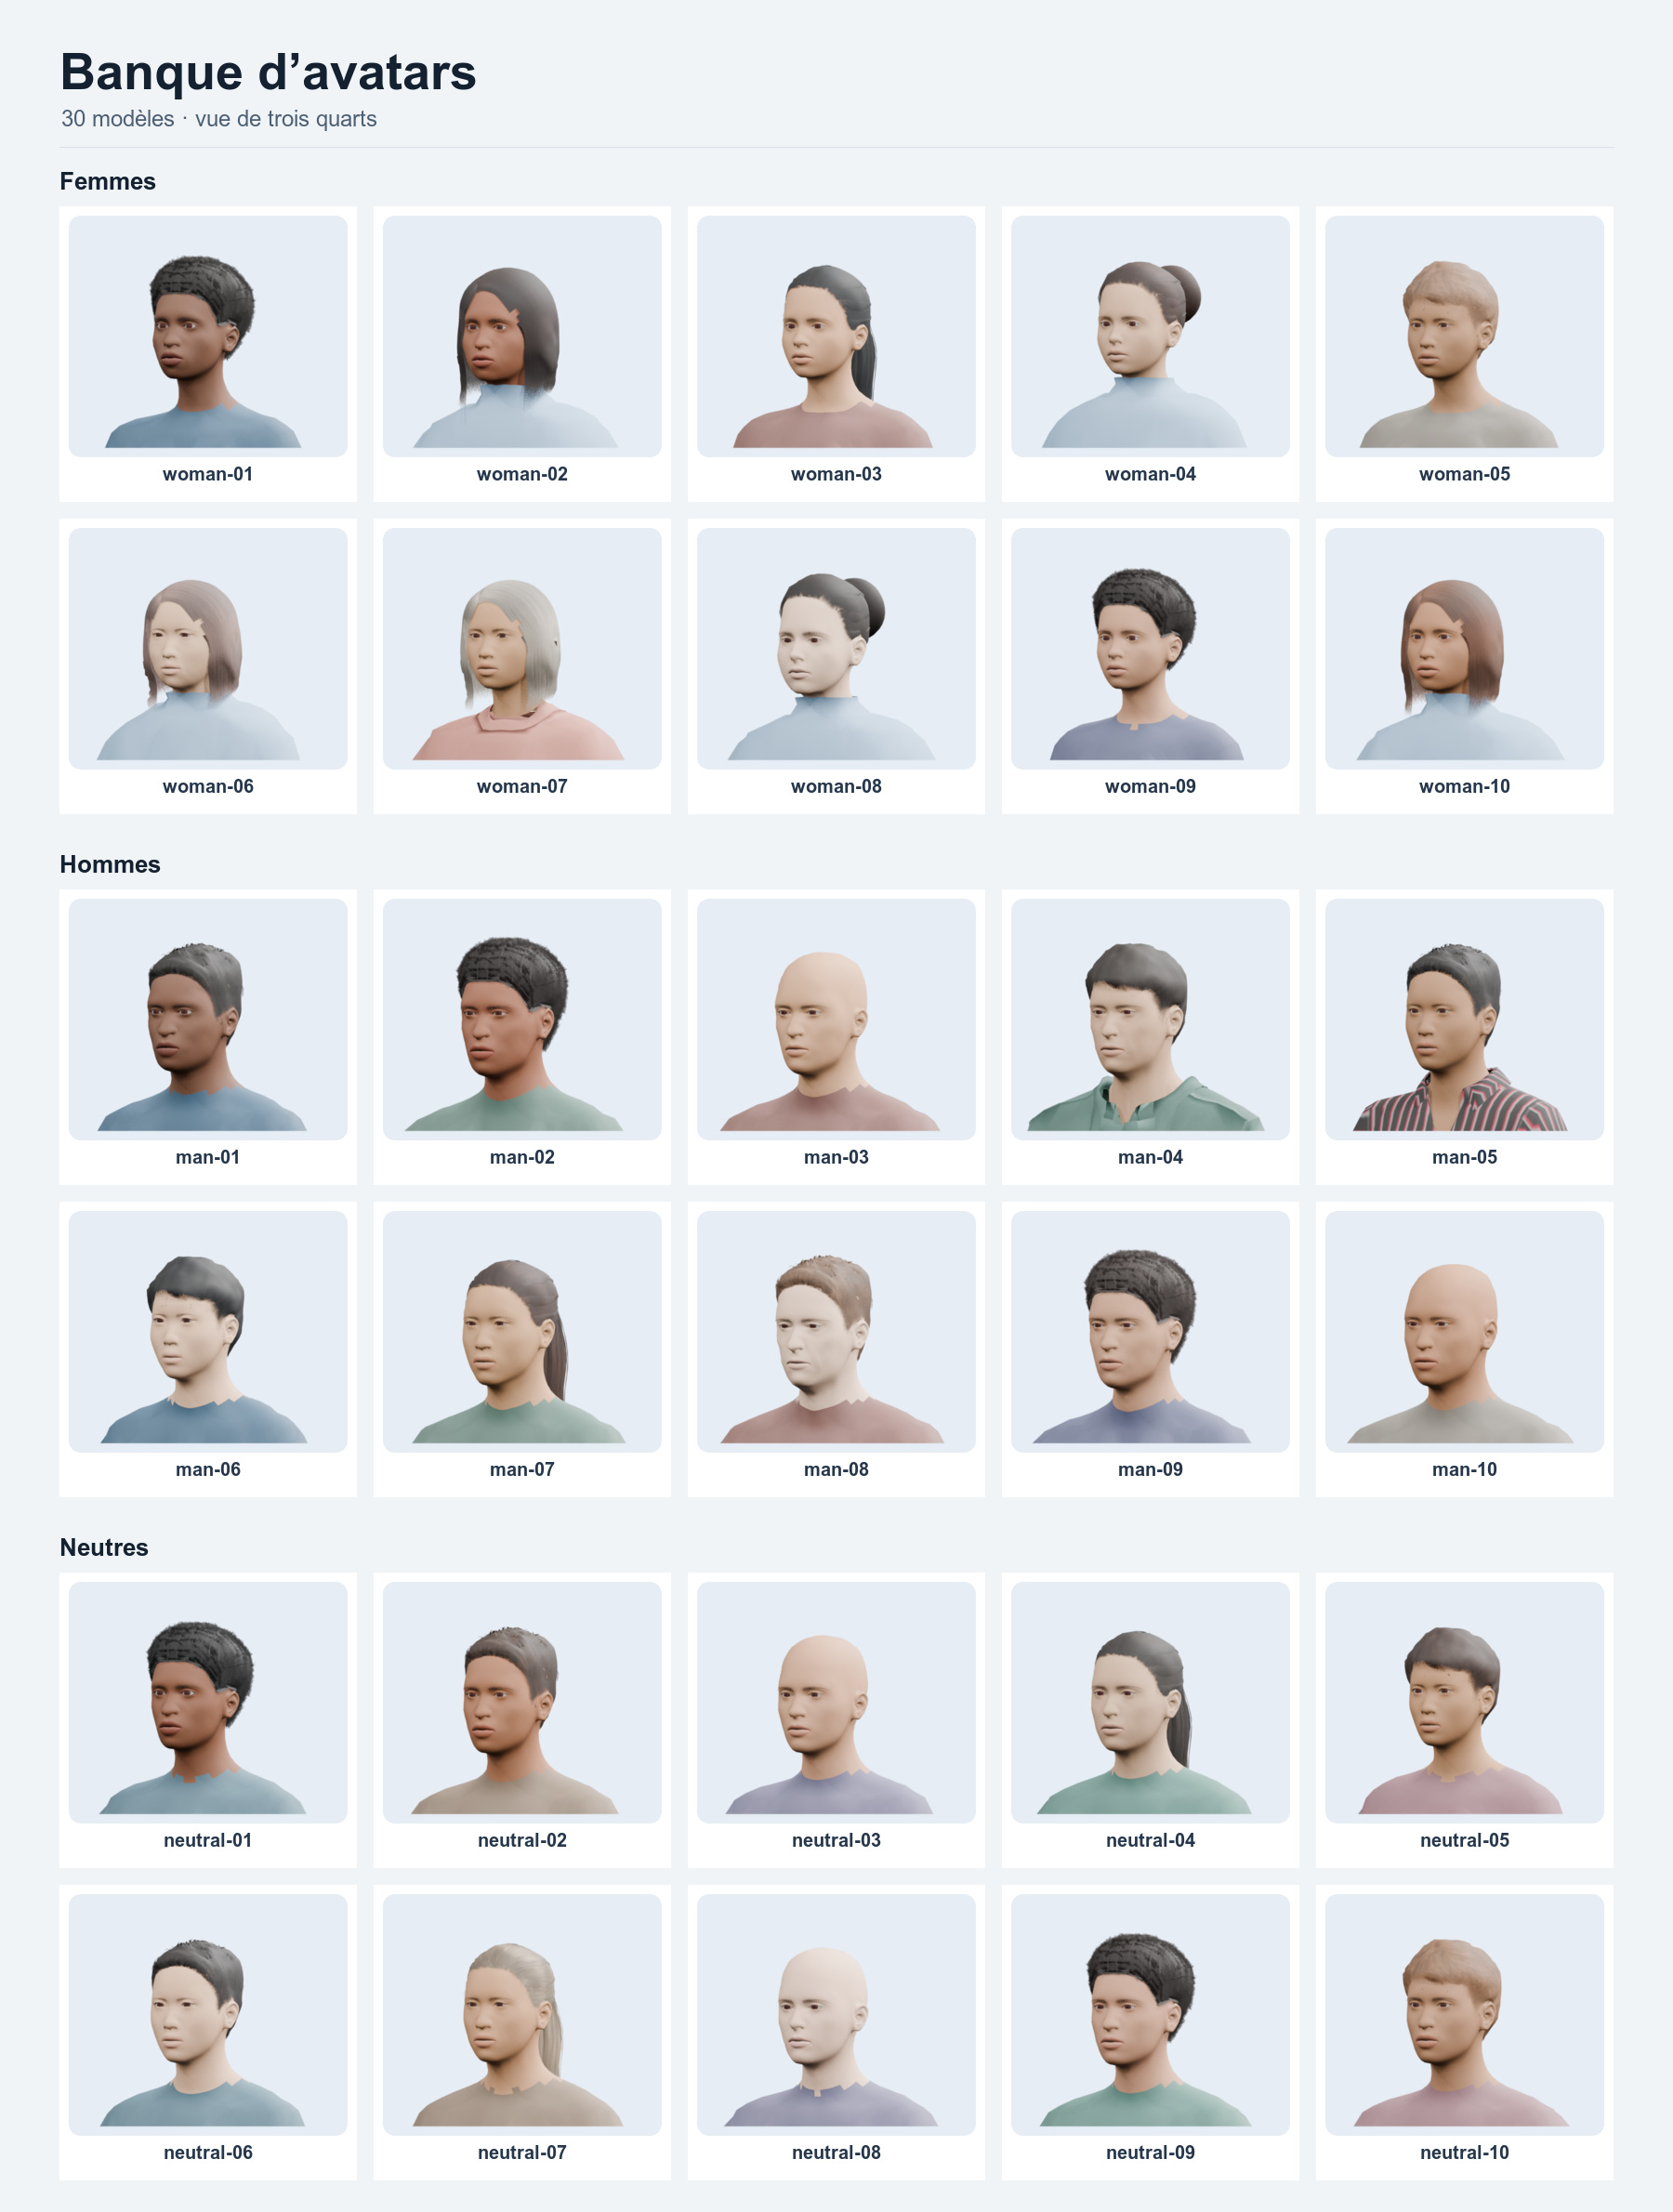 Banque d’avatars
30 modèles · vue de trois quarts
Femmes
woman-01 woman-02 woman-03 woman-04 woman-05
woman-06 woman-07 woman-08 woman-09 woman-10
Hommes
man-01 man-02 man-03 man-04 man-05
man-06 man-07 man-08 man-09 man-10
Neutres
neutral-01 neutral-02 neutral-03 neutral-04 neutral-05
neutral-06 neutral-07 neutral-08 neutral-09 neutral-10